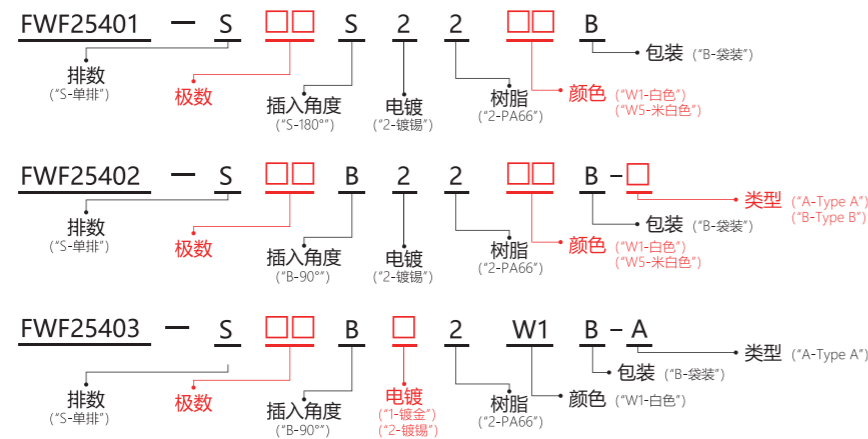 FWF25401 — S □□ S 2 2 □□ B
包装 ("B-袋装")
排数
("S-单排")
极数
插入角度
("S-180°")
电镀
("2-镀锡")
树脂
("2-PA66")
颜色 ("W1-白色")
("W5-米白色")
FWF25402 — S □□ B 2 2 □□ B-□
类型 ("A-Type A")
("B-Type B")
包装 ("B-袋装")
排数
("S-单排")
极数
插入角度
("B-90°")
电镀
("2-镀锡")
树脂
("2-PA66")
颜色 ("W1-白色")
("W5-米白色")
FWF25403 — S □□ B □ 2 W1 B-A
类型 ("A-Type A")
包装 ("B-袋装")
排数
("S-单排")
极数
插入角度
("B-90°")
电镀
("1-镀金")
("2-镀锡")
树脂
("2-PA66")
颜色 ("W1-白色")